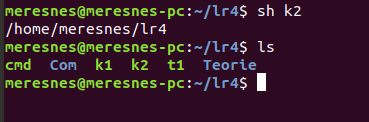 meresnes@meresnes-pc:~/lr4$ sh k2
/home/meresnes/lr4
meresnes@meresnes-pc:~/lr4$ ls
cmd  Com  k1  k2  t1  Teorie
meresnes@meresnes-pc:~/lr4$